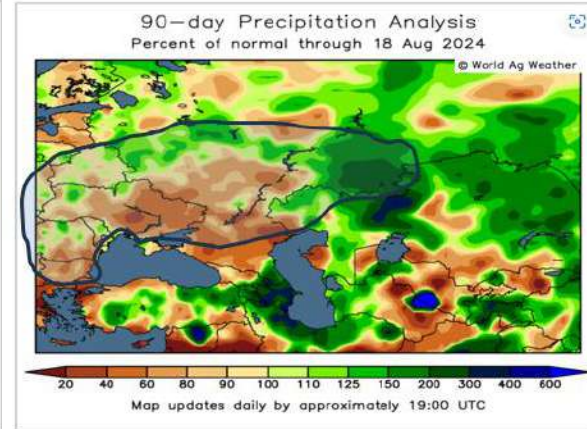 90-day Precipitation Analysis
Percent of normal through 18 Aug 2024
© World Ag Weather
20 40 60 80 90 100 110 125 150 200 300 400 600
Map updates daily by approximately 19:00 UTC